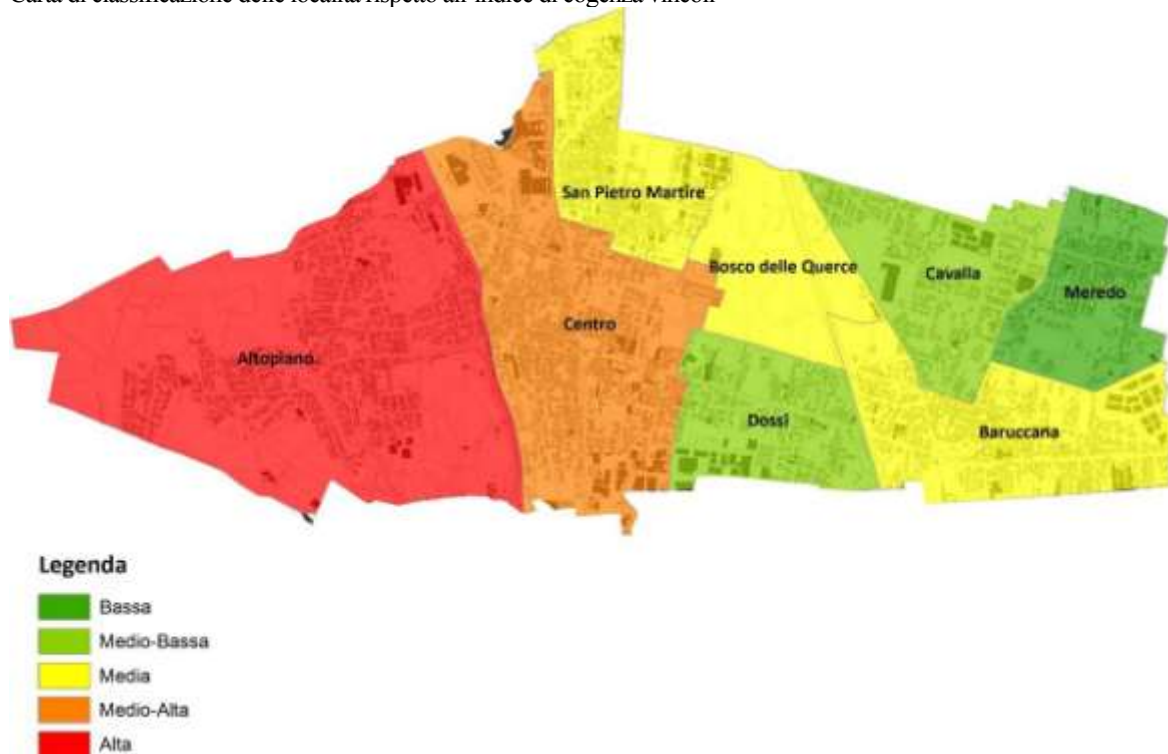 Carta di classificazione delle località rispetto all'indice di cogenza vincoli
San Pietro Martire
Bosco delle Querce
Cavalla
Meredo
Centro
Altopiano
Dossi
Baruccana
Legenda
Bassa
Medio-Bassa
Media
Medio-Alta
Alta